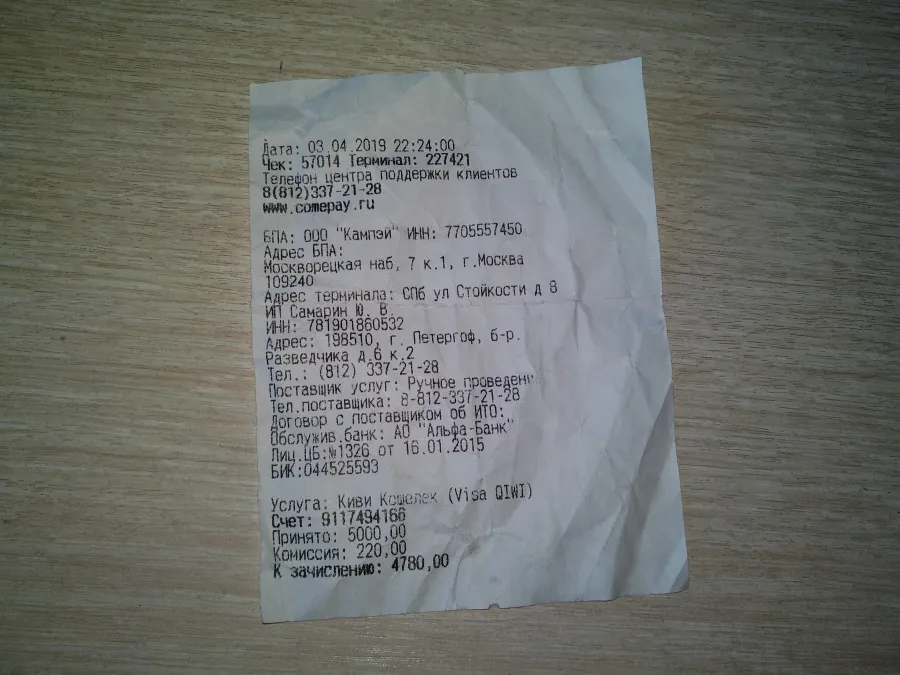 Дата: 03.04.2019 22:24:00
Чек: 57014 Терминал: 227421
Телефон центра поддержки клиентов
8(812)337-21-28
www.comepay.ru
БПА: ООО "Кампэй" ИНН: 7705557450
Адрес БПА:
Москворецкая наб, 7 к.1, г.Москва
109240
Адрес терминала: СПб ул Стойкости д 8
ИП Самарин Ю. В.
ИНН: 781901860532
Адрес: 198510, г. Петергоф, б-р.
Разведчика д.6 к.2
Тел.: (812) 337-21-28
Поставщик услуг: Ручное проведени
Тел.поставщика: 8-812-337-21-28
Договор с поставщиком об ИТО:
Обслужив.банк: АО "Альфа-Банк"
Лиц.ЦБ:№1326 от 16.01.2015
БИК:044525593
Услуга: Киви Кошелек (Visa QIWI)
Счет: 9117494166
Принято: 5000,00
Комиссия: 220,00
К зачислению: 4780,00